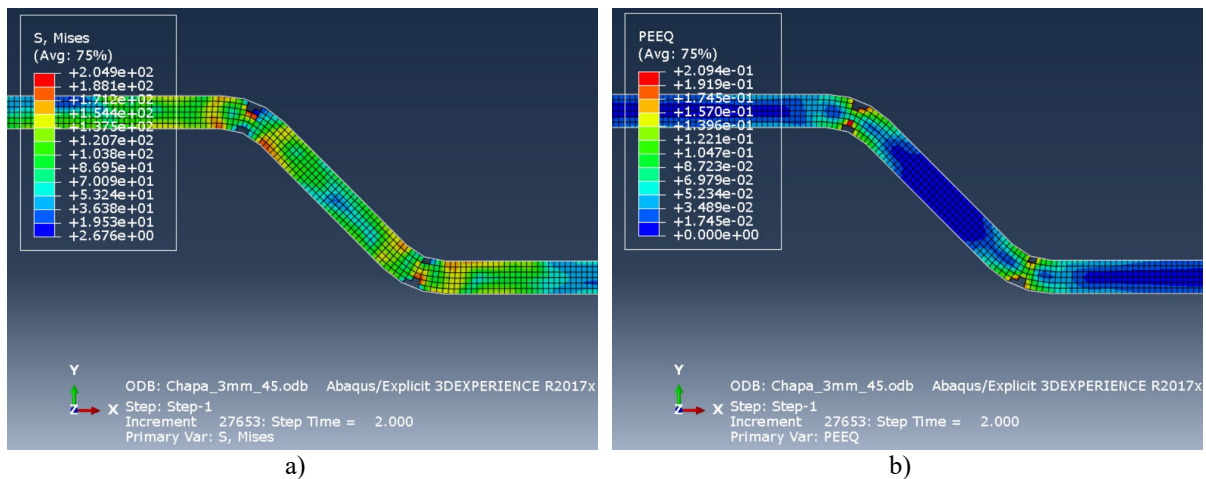 S, Mises
(Avg: 75%)
+2.049e+02
+1.881e+02
+1.712e+02
+1.544e+02
+1.375e+02
+1.207e+02
+1.038e+02
+8.695e+01
+7.009e+01
+5.324e+01
+3.638e+01
+1.953e+01
+2.676e+00
Y
Z
X
ODB: Chapa_3mm_45.odb Abaqus/Explicit 3DEXPERIENCE R2017x
Step: Step-1
Increment 27653: Step Time = 2.000
Primary Var: S, Mises
a)
PEEQ
(Avg: 75%)
+2.094e-01
+1.919e-01
+1.745e-01
+1.570e-01
+1.396e-01
+1.221e-01
+1.047e-01
+8.723e-02
+6.979e-02
+5.234e-02
+3.489e-02
+1.745e-02
+0.000e+00
Y
Z
X
ODB: Chapa_3mm_45.odb Abaqus/Explicit 3DEXPERIENCE R2017x
Step: Step-1
Increment 27653: Step Time = 2.000
Primary Var: PEEQ
b)